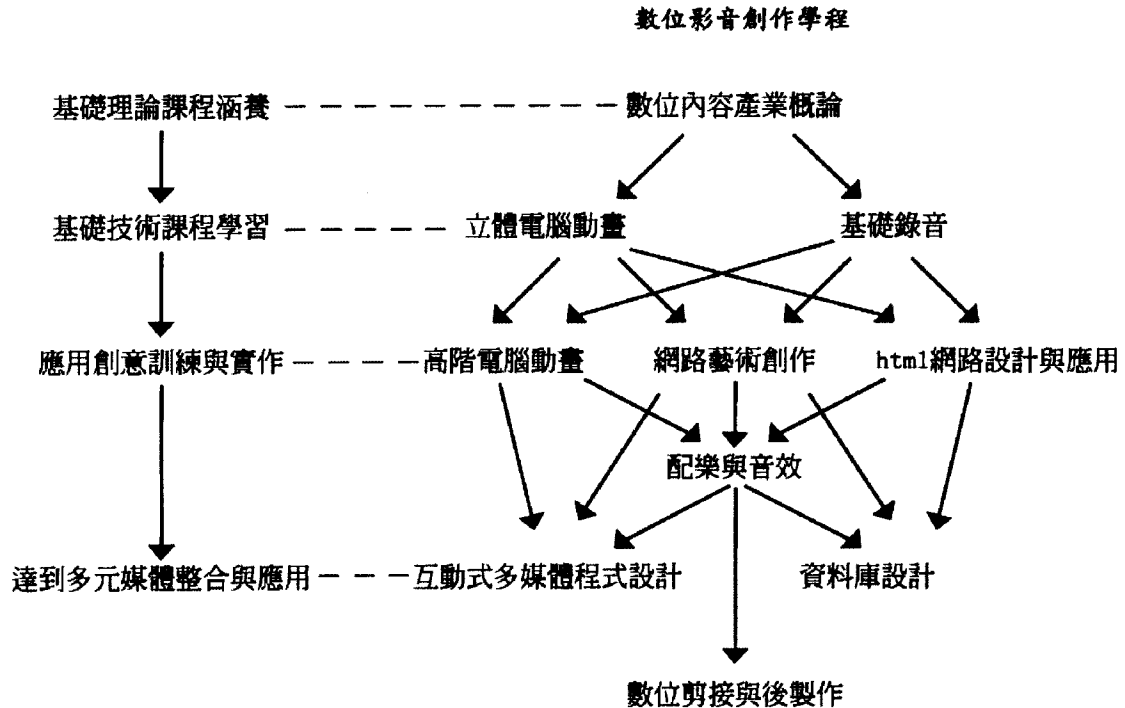 數位影音創作學程
基礎理論課程涵養 數位內容產業概論
基礎技術課程學習 立體電腦動畫 基礎錄音
應用創意訓練與實作 高階電腦動畫 網路藝術創作 html網路設計與應用
配樂與音效
達到多元媒體整合與應用 互動式多媒體程式設計 資料庫設計
數位剪接與後製作